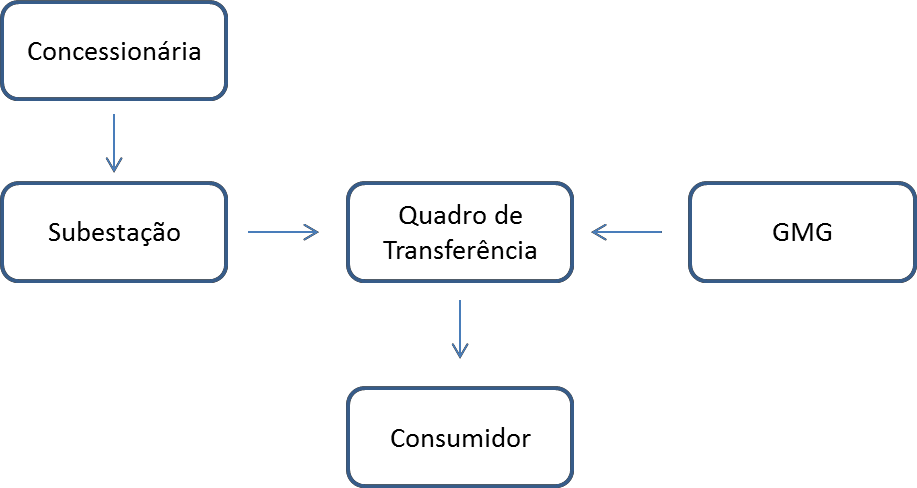 Concessionária
Subestação
Quadro de
Transferência
GMG
Consumidor